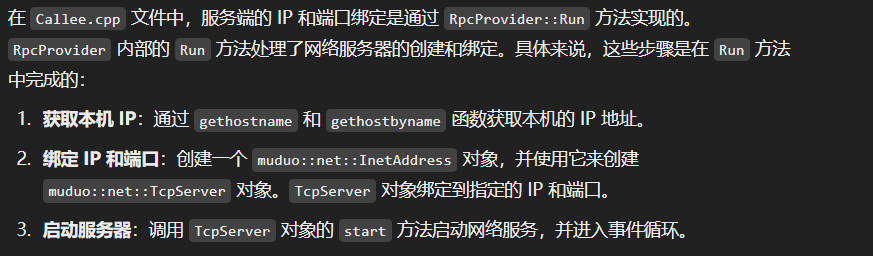 在 Callee.cpp 文件中，服务端的 IP 和端口绑定是通过 RpcProvider::Run 方法实现的。
RpcProvider 内部的 Run 方法处理了网络服务器的创建和绑定。具体来说，这些步骤是在 Run 方法
中完成的：
1. 获取本机 IP：通过 gethostname 和 gethostbyname 函数获取本机的 IP 地址。
2. 绑定 IP 和端口：创建一个 muduo::net::InetAddress 对象，并使用它来创建
muduo::net::TcpServer 对象。TcpServer 对象绑定到指定的 IP 和端口。
3. 启动服务器：调用 TcpServer 对象的 start 方法启动网络服务，并进入事件循环。